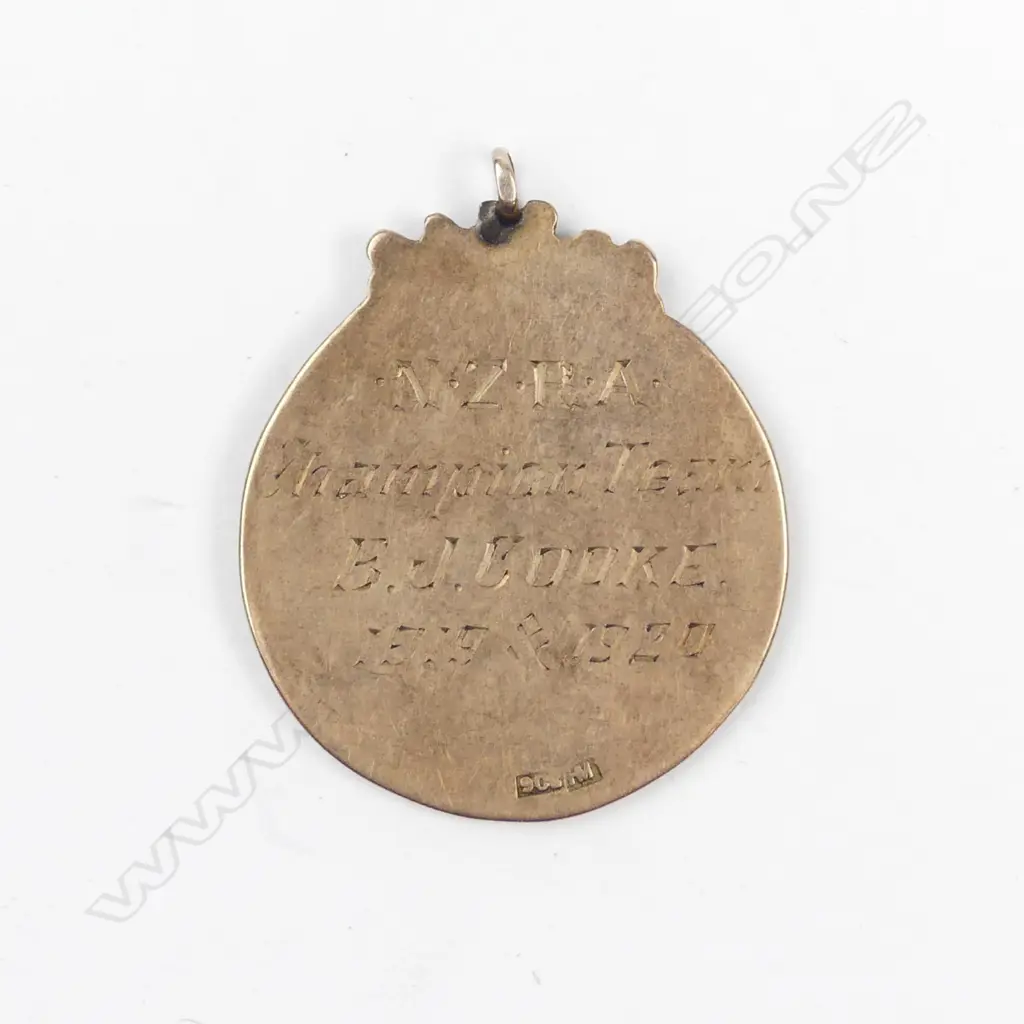 ·N·Z·R·A·
Champion Team
E.J. COOKE.
1919 & 1920